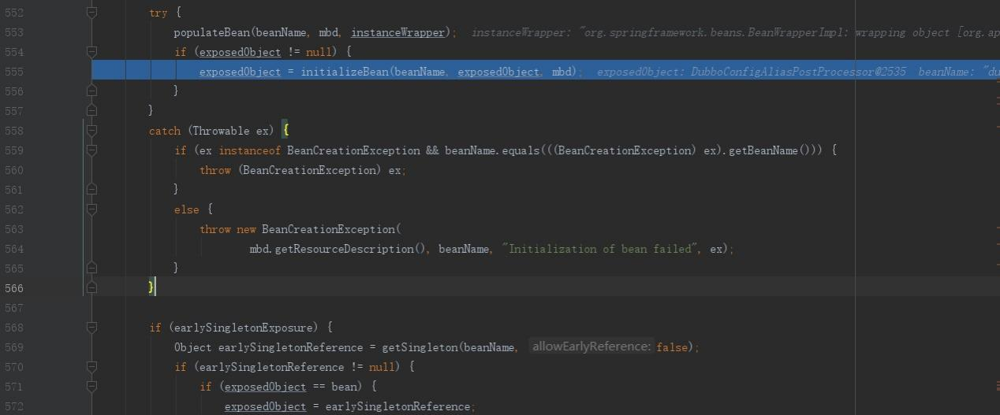 552 try {
553 populateBean(beanName, mbd, instanceWrapper); instanceWrapper: "org.springframework.beans.BeanWrapperImpl: wrapping object [org.ap
554 if (exposedObject != null) {
555 exposedObject = initializeBean(beanName, exposedObject, mbd); exposedObject: DubboConfigAliasPostProcessor@2535 beanName: "du
556 }
557 }
558 catch (Throwable ex) {
559 if (ex instanceof BeanCreationException && beanName.equals(((BeanCreationException) ex).getBeanName())) {
560 throw (BeanCreationException) ex;
561 }
562 else {
563 throw new BeanCreationException(
564 mbd.getResourceDescription(), beanName, "Initialization of bean failed", ex);
565 }
566 }
567
568 if (earlySingletonExposure) {
569 Object earlySingletonReference = getSingleton(beanName, allowEarlyReference: false);
570 if (earlySingletonReference != null) {
571 if (exposedObject == bean) {
572 exposedObject = earlySingletonReference;